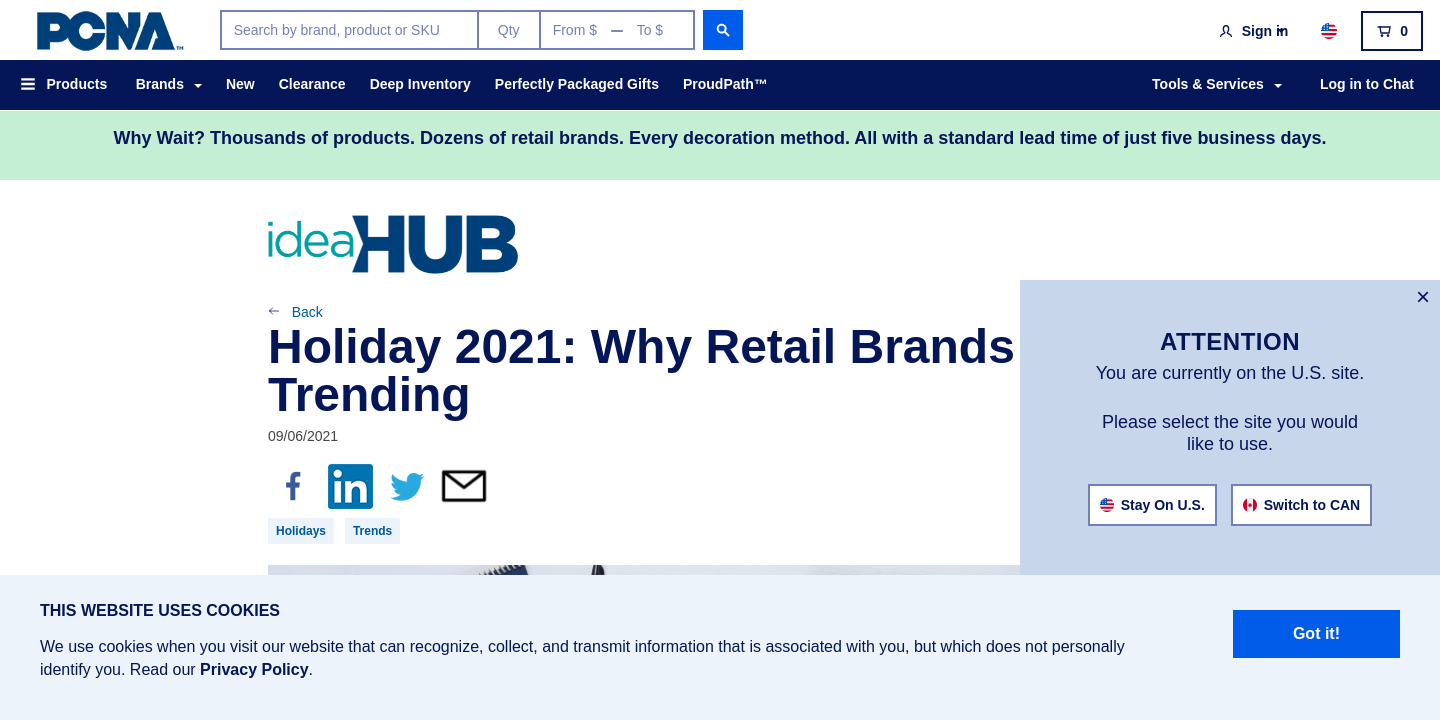 PCNA™
Search by brand, product or SKU
Qty
From $ — To $
Sign in
0
Products
Brands
New
Clearance
Deep Inventory
Perfectly Packaged Gifts
ProudPath™
Tools & Services
Log in to Chat
Why Wait? Thousands of products. Dozens of retail brands. Every decoration method. All with a standard lead time of just five business days.
ideaHUB
Back
Holiday 2021: Why Retail Brands
Trending
09/06/2021
Holidays
Trends
×
ATTENTION
You are currently on the U.S. site.
Please select the site you would
like to use.
Stay On U.S.
Switch to CAN
THIS WEBSITE USES COOKIES
We use cookies when you visit our website that can recognize, collect, and transmit information that is associated with you, but which does not personally
identify you. Read our Privacy Policy.
Got it!